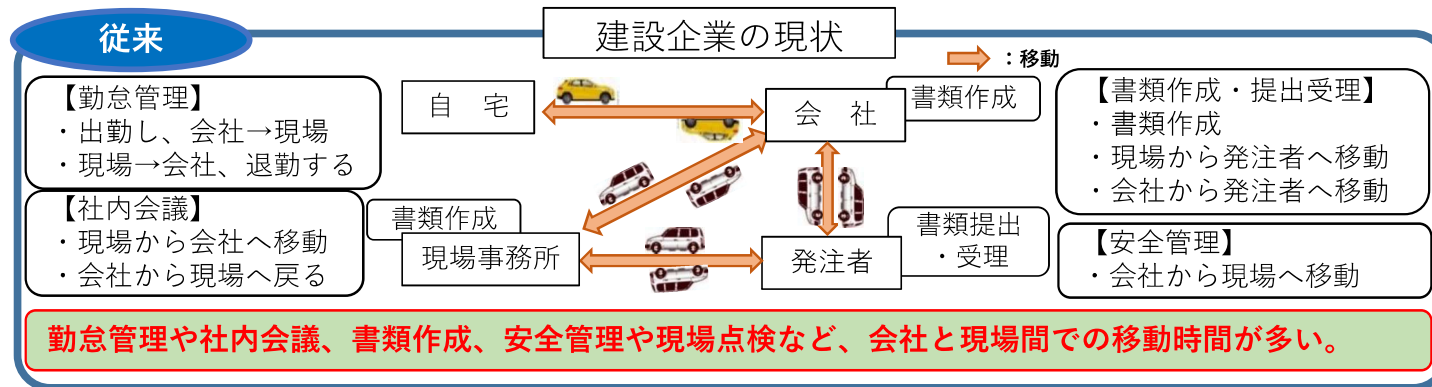 従来
建設企業の現状
：移動
【勤怠管理】
・出勤し、会社→現場
・現場→会社、退勤する
【社内会議】
・現場から会社へ移動
・会社から現場へ戻る
自　宅
会　社
書類作成
書類作成
現場事務所
発注者
書類提出
・受理
【書類作成・提出受理】
・書類作成
・現場から発注者へ移動
・会社から発注者へ移動
【安全管理】
・会社から現場へ移動
勤怠管理や社内会議、書類作成、安全管理や現場点検など、会社と現場間での移動時間が多い。